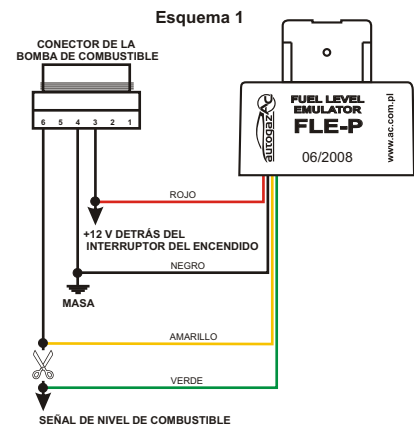 Esquema 1
CONECTOR DE LA
BOMBA DE COMBUSTIBLE
6 5 4 3 2 1
autogaz AC
FUEL LEVEL
EMULATOR
FLE-P
06/2008
www.ac.com.pl
ROJO
+12 V DETRÁS DEL
INTERRUPTOR DEL ENCENDIDO
NEGRO
MASA
AMARILLO
VERDE
SEÑAL DE NIVEL DE COMBUSTIBLE